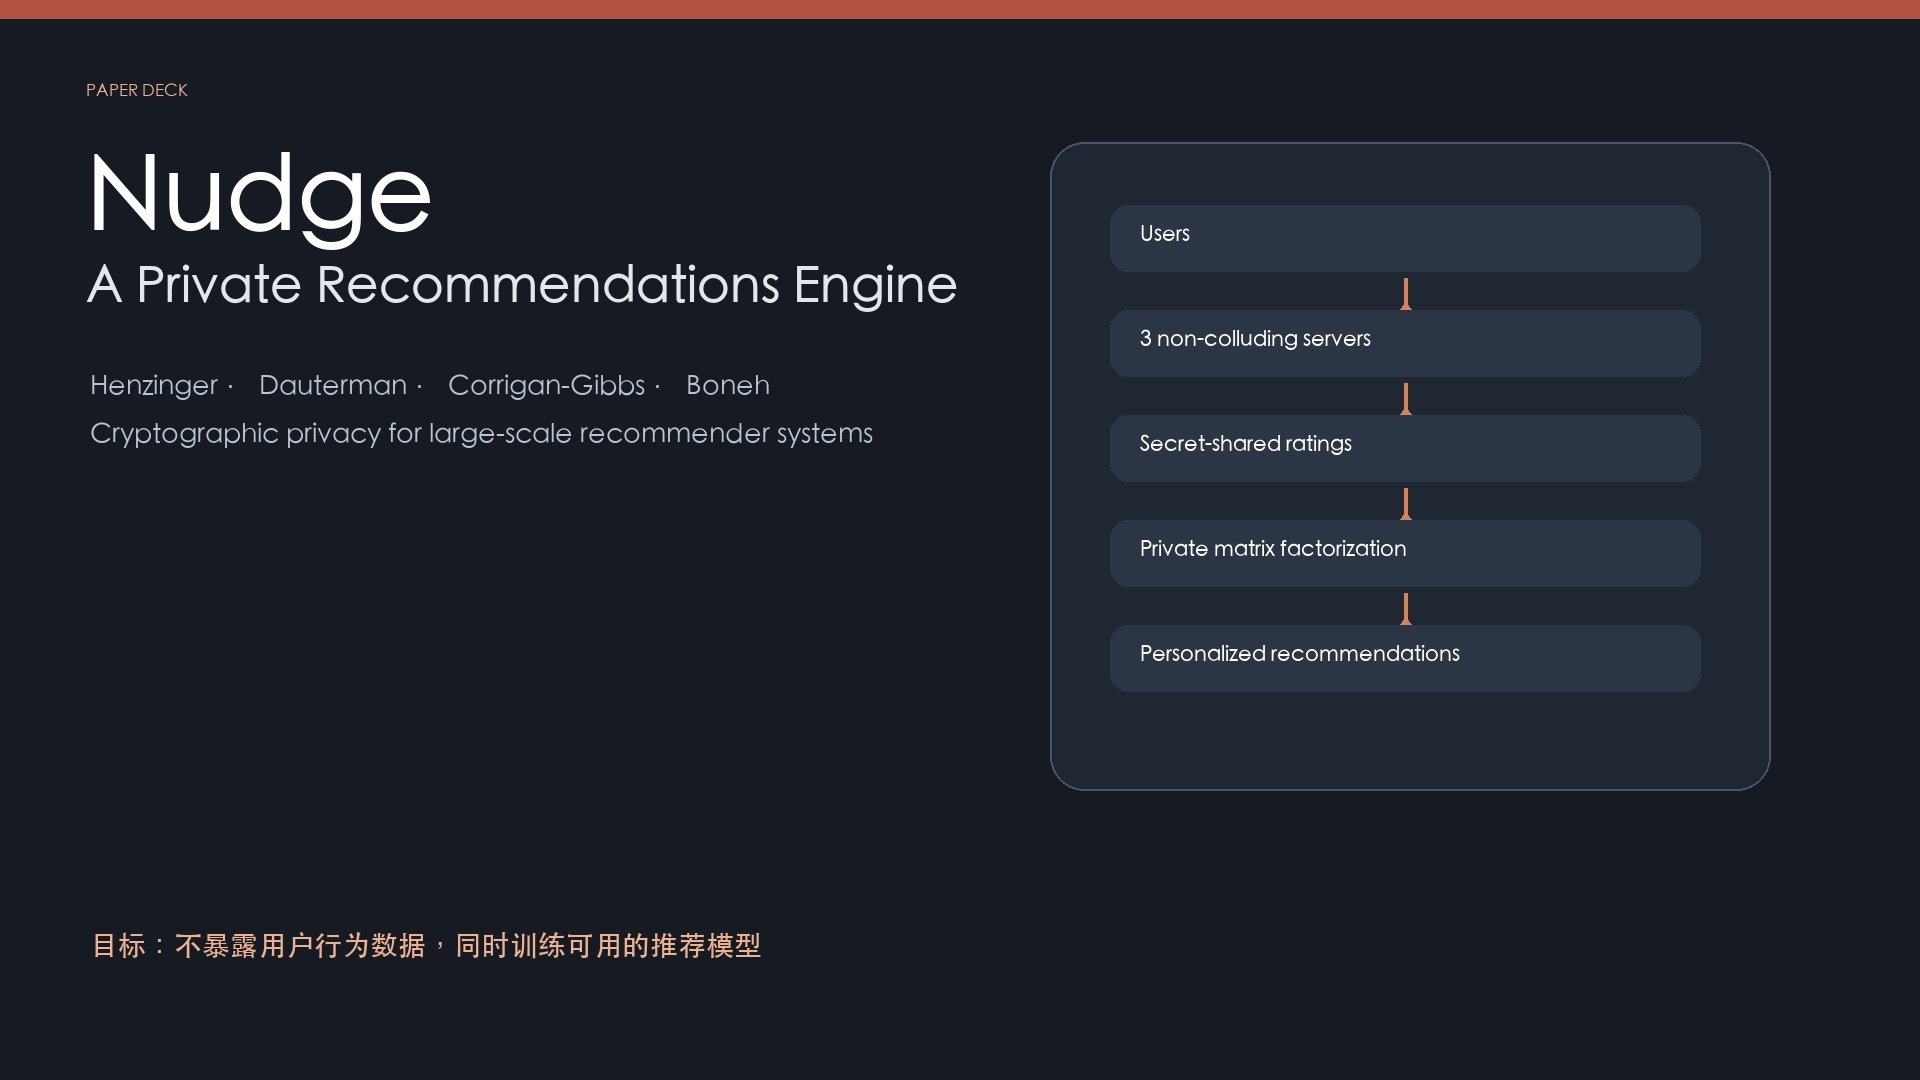 PAPER DECK
Nudge
A Private Recommendations Engine
Henzinger · Dauterman · Corrigan-Gibbs · Boneh
Cryptographic privacy for large-scale recommender systems
Users
3 non-colluding servers
Secret-shared ratings
Private matrix factorization
Personalized recommendations
目标：不暴露用户行为数据，同时训练可用的推荐模型